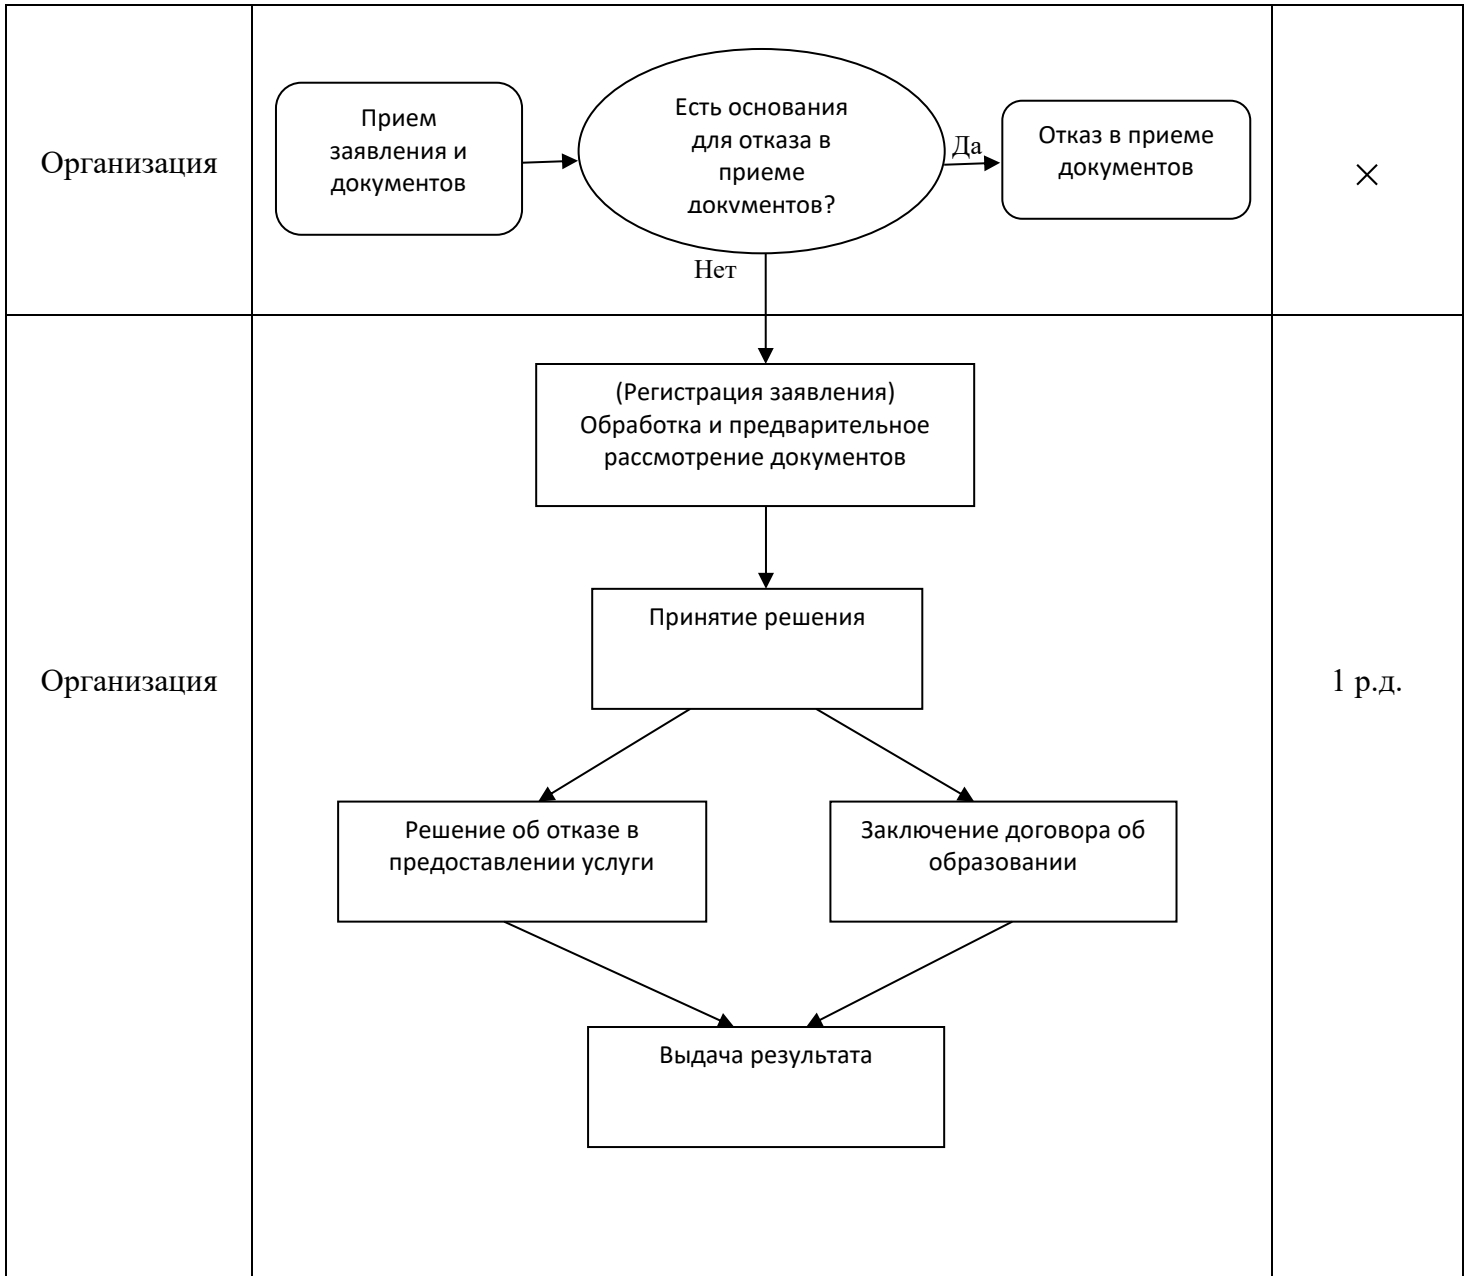 Организация
Прием
заявления и
документов
Есть основания
для отказа в
приеме
документов?
Да
Отказ в приеме
документов
×
Нет
Организация
(Регистрация заявления)
Обработка и предварительное
рассмотрение документов
Принятие решения
1 р.д.
Решение об отказе в
предоставлении услуги
Заключение договора об
образовании
Выдача результата